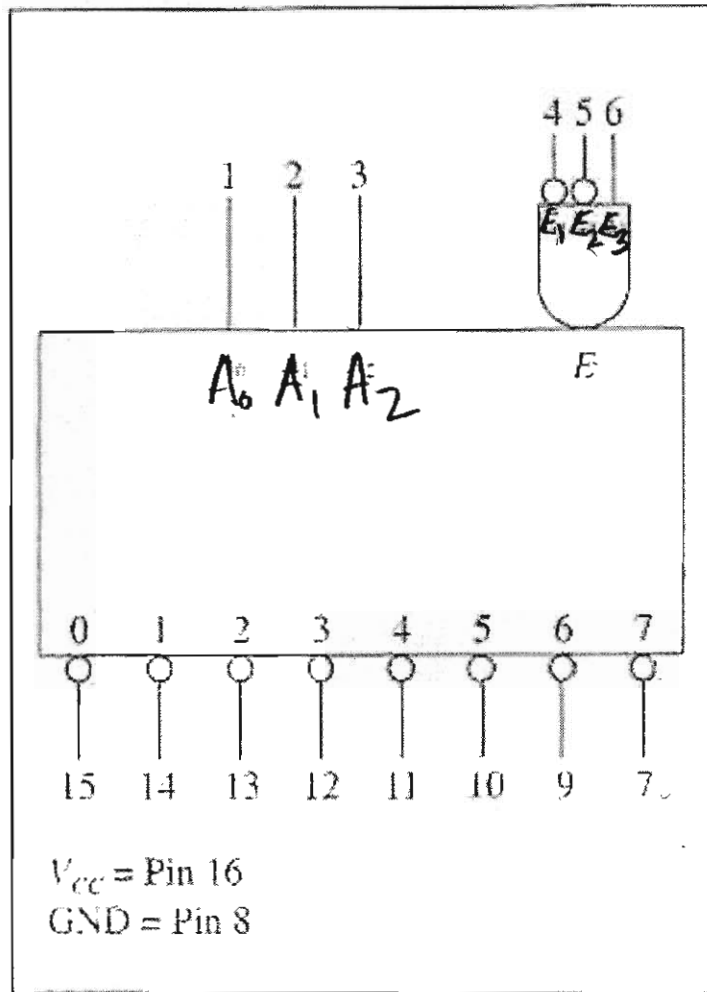 4 5 6
1 2 3
E₁ E₂ E₃
A₀ A₁ A₂ E
0 1 2 3 4 5 6 7
15 14 13 12 11 10 9 7
V_CC = Pin 16
GND = Pin 8